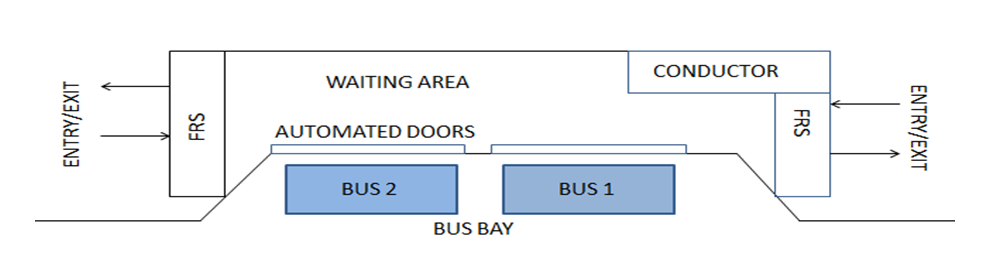 ENTRY/EXIT
FRS
WAITING AREA
CONDUCTOR
FRS
ENTRY/EXIT
AUTOMATED DOORS
BUS 2
BUS 1
BUS BAY